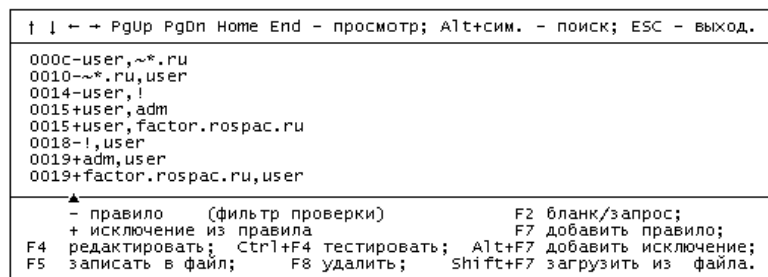 ↑ ↓ ← → PgUp PgDn Home End – просмотр; Alt+сим. – поиск; ESC – выход.
000c-user,~*.ru
0010-~*.ru,user
0014-user,!
0015+user,adm
0015+user,factor.rospac.ru
0018-!,user
0019+adm,user
0019+factor.rospac.ru,user
– правило (фильтр проверки) F2 бланк/запрос;
+ исключение из правила F7 добавить правило;
F4 редактировать; Ctrl+F4 тестировать; Alt+F7 добавить исключение;
F5 записать в файл; F8 удалить; Shift+F7 загрузить из файла.